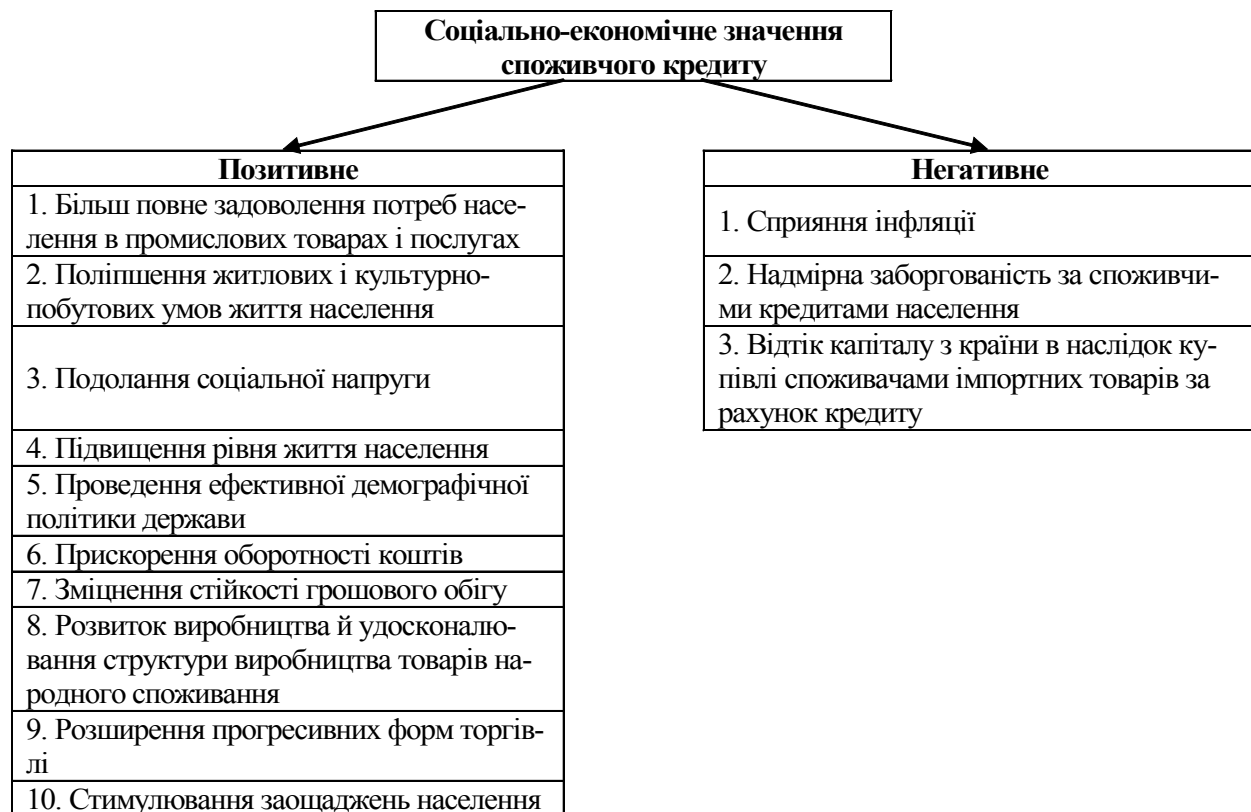 Соціально-економічне значення
споживчого кредиту
Позитивне
1. Більш повне задоволення потреб насе-
лення в промислових товарах і послугах
2. Поліпшення житлових і культурно-
побутових умов життя населення
3. Подолання соціальної напруги
4. Підвищення рівня життя населення
5. Проведення ефективної демографічної
політики держави
6. Прискорення оборотності коштів
7. Зміцнення стійкості грошового обігу
8. Розвиток виробництва й удосконалю-
вання структури виробництва товарів на-
родного споживання
9. Розширення прогресивних форм торгів-
лі
10. Стимулювання заощаджень населення
Негативне
1. Сприяння інфляції
2. Надмірна заборгованість за споживчи-
ми кредитами населення
3. Відтік капіталу з країни в наслідок ку-
півлі споживачами імпортних товарів за
рахунок кредиту